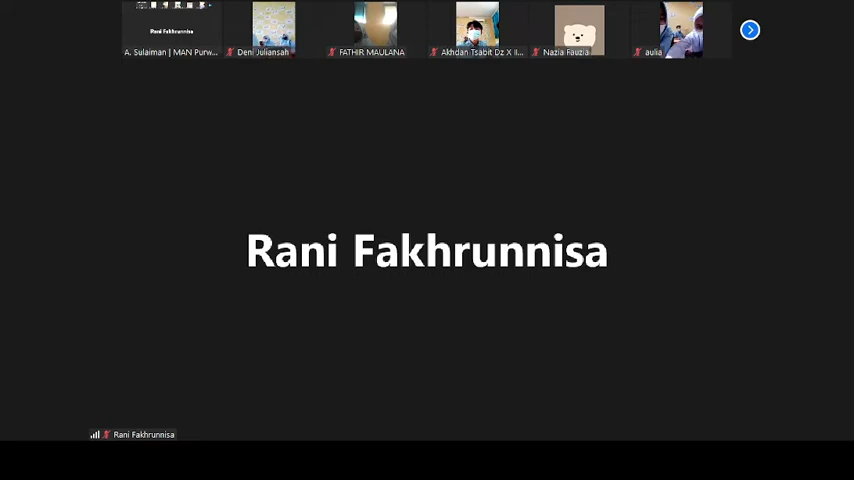 Rani Fakhrunnisa
A. Sulaiman | MAN Purw...
Deni Juliansah
FATHIR MAULANA
Akhdan Tsabit Dz X II...
Nazia Fauzia
aulia
Rani Fakhrunnisa
Rani Fakhrunnisa